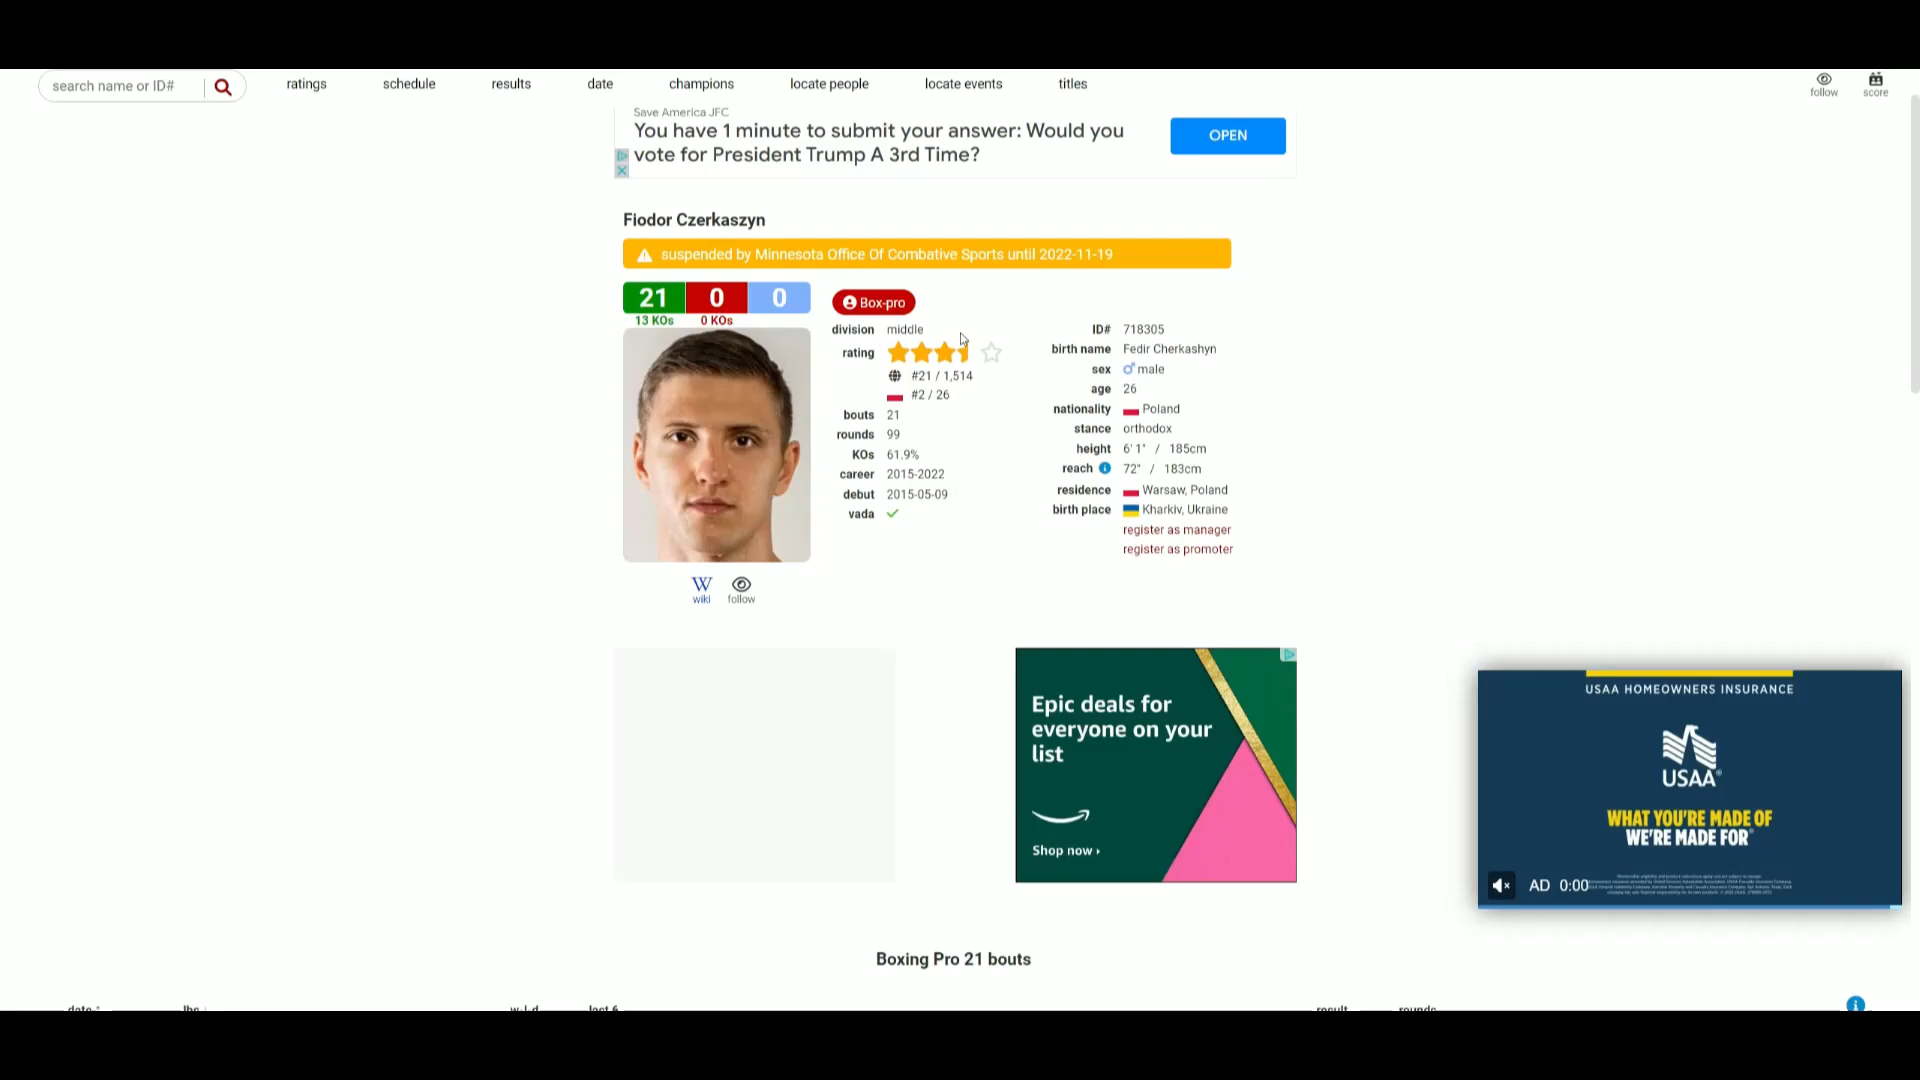 search name or ID#
ratings
schedule
results
date
champions
locate people
locate events
titles
follow
score
Save America JFC
You have 1 minute to submit your answer: Would you
vote for President Trump A 3rd Time?
OPEN
Fiodor Czerkaszyn
suspended by Minnesota Office Of Combative Sports until 2022-11-19
21 0 0
13 KOs 0 KOs
Box-pro
division middle
rating
#21 / 1,514
#2 / 26
bouts 21
rounds 99
KOs 61.9%
career 2015-2022
debut 2015-05-09
vada
ID# 718305
birth name Fedir Cherkashyn
sex male
age 26
nationality Poland
stance orthodox
height 6' 1" / 185cm
reach 72" / 183cm
residence Warsaw, Poland
birth place Kharkiv, Ukraine
register as manager
register as promoter
W
wiki
follow
Epic deals for
everyone on your
list
Shop now
USAA HOMEOWNERS INSURANCE
USAA®
WHAT YOU'RE MADE OF
WE'RE MADE FOR®
AD 0:00
Boxing Pro 21 bouts
date lbs w-l-d last 6 result rounds